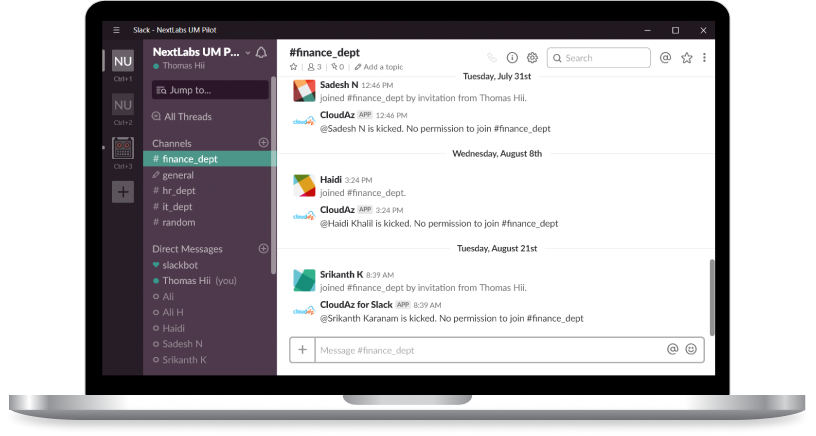 Slack - NextLabs UM Pilot
NU
Ctrl+1
NU
Ctrl+2
Ctrl+3
NextLabs UM P...
Thomas Hii
Jump to...
All Threads
Channels
# finance_dept
general
# hr_dept
# it_dept
# random
Direct Messages
slackbot
Thomas Hii (you)
Ali
Ali H
Haidi
Sadesh N
Srikanth K
#finance_dept
3 | 0 | Add a topic
Search
Tuesday, July 31st
Sadesh N 12:46 PM
joined #finance_dept by invitation from Thomas Hii.
CloudAz APP 12:46 PM
@Sadesh N is kicked. No permission to join #finance_dept
Wednesday, August 8th
Haidi 3:24 PM
joined #finance_dept.
CloudAz APP 3:24 PM
@Haidi Khalil is kicked. No permission to join #finance_dept
Tuesday, August 21st
Srikanth K 8:39 AM
joined #finance_dept by invitation from Thomas Hii.
CloudAz for Slack APP 8:39 AM
@Srikanth Karanam is kicked. No permission to join #finance_dept
Message #finance_dept